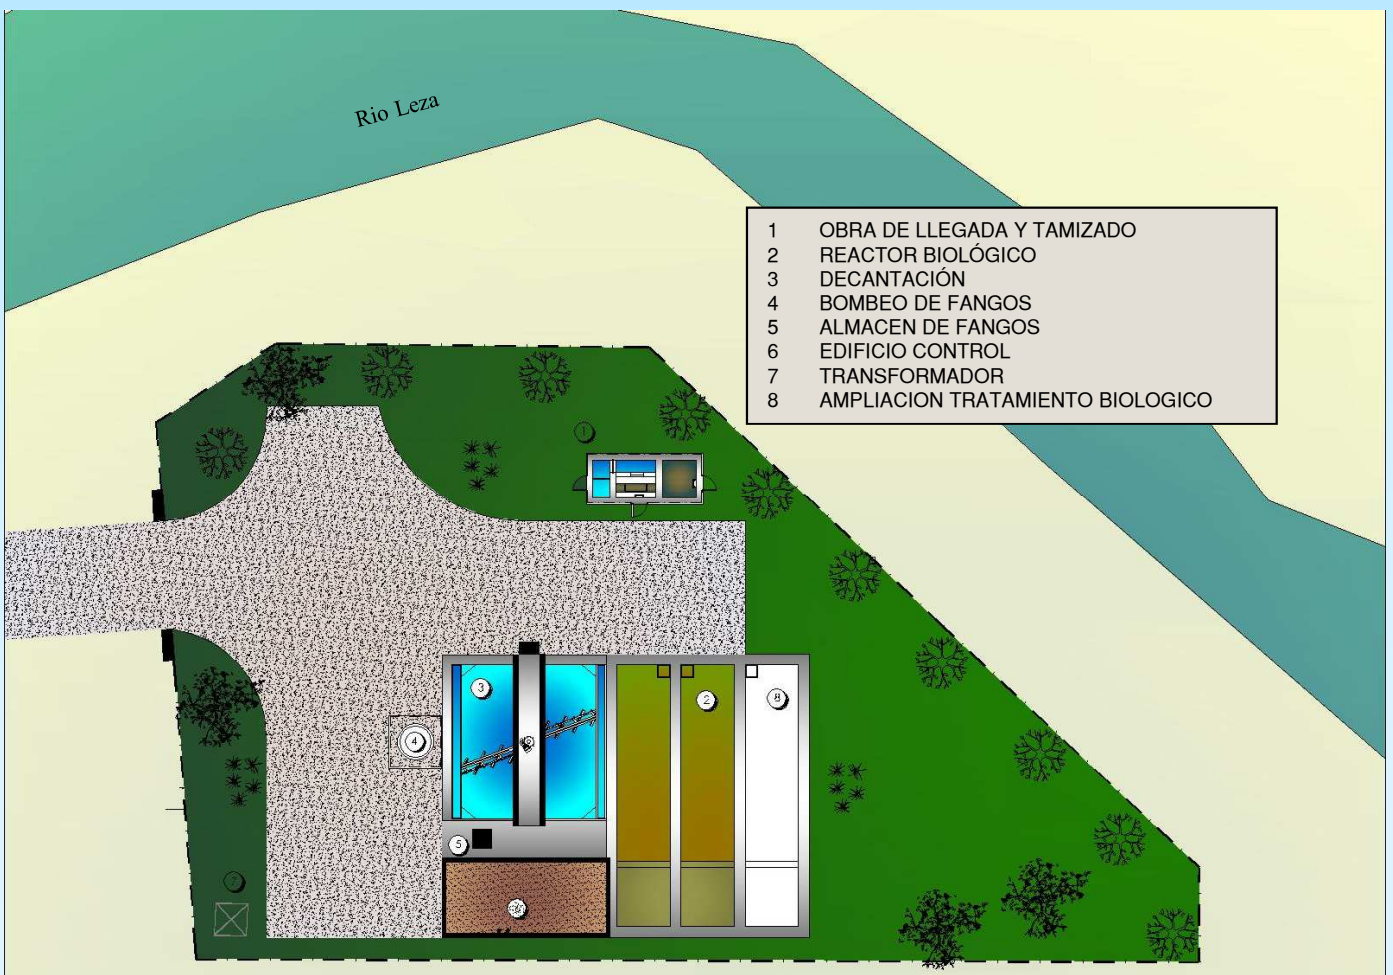 Rio Leza
1 OBRA DE LLEGADA Y TAMIZADO
2 REACTOR BIOLÓGICO
3 DECANTACIÓN
4 BOMBEO DE FANGOS
5 ALMACEN DE FANGOS
6 EDIFICIO CONTROL
7 TRANSFORMADOR
8 AMPLIACION TRATAMIENTO BIOLOGICO
1
3
2
8
4
5
7